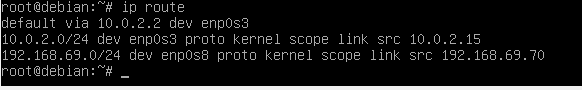 root@debian:~# ip route
default via 10.0.2.2 dev enp0s3
10.0.2.0/24 dev enp0s3 proto kernel scope link src 10.0.2.15
192.168.69.0/24 dev enp0s8 proto kernel scope link src 192.168.69.70
root@debian:~# _